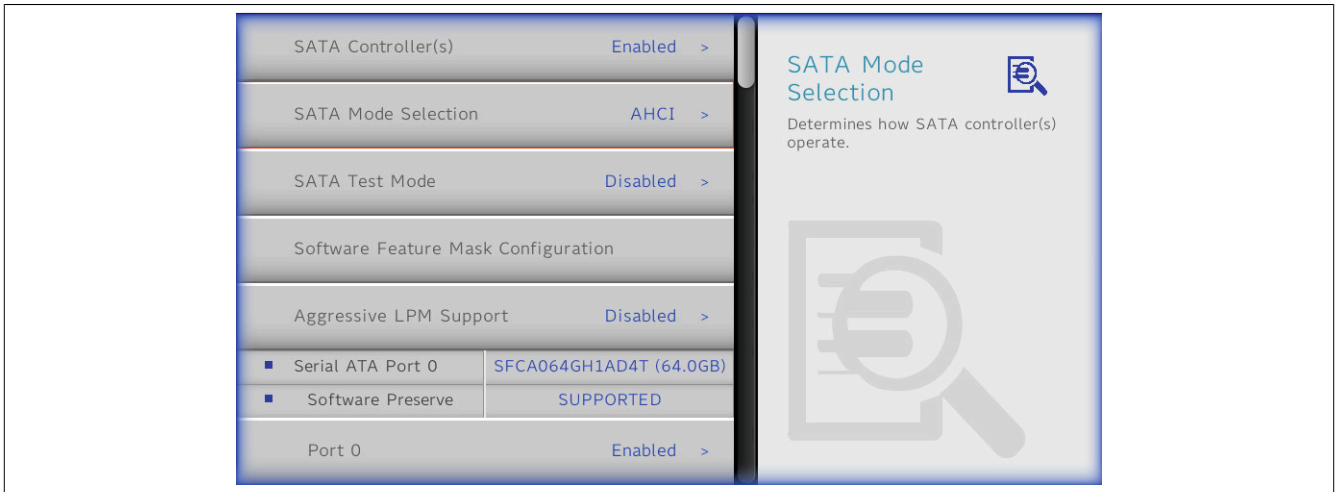 SATA Controller(s) Enabled >
SATA Mode Selection AHCI >
SATA Test Mode Disabled >
Software Feature Mask Configuration
Aggressive LPM Support Disabled >
Serial ATA Port 0 SFCA064GH1AD4T (64.0GB)
Software Preserve SUPPORTED
Port 0 Enabled >
SATA Mode
Selection
Determines how SATA controller(s)
operate.